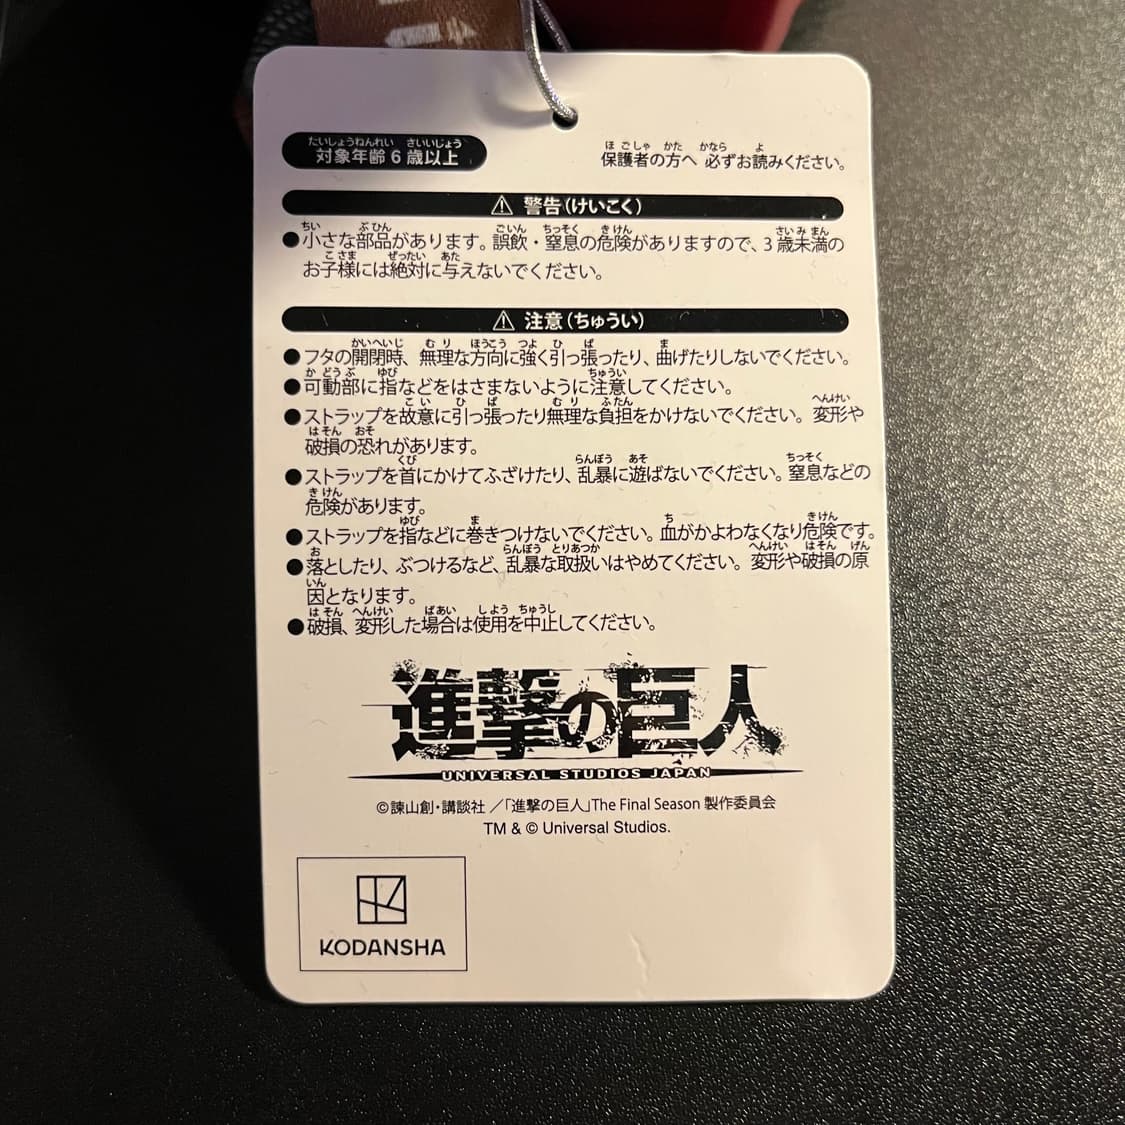 対象年齢6歳以上
保護者の方へ 必ずお読みください。
⚠ 警告(けいこく)
●小さな部品があります。誤飲・窒息の危険がありますので、3歳未満の
お子様には絶対に与えないでください。
⚠ 注意(ちゅうい)
●フタの開閉時、無理な方向に強く引っ張ったり、曲げたりしないでください。
●可動部に指などをはさまないように注意してください。
●ストラップを故意に引っ張ったり無理な負担をかけないでください。変形や
破損の恐れがあります。
●ストラップを首にかけてふざけたり、乱暴に遊ばないでください。窒息などの
危険があります。
●ストラップを指などに巻きつけないでください。血がかよわなくなり危険です。
●落としたり、ぶつけるなど、乱暴な取扱いはやめてください。変形や破損の原
因となります。
●破損、変形した場合は使用を中止してください。
進撃の巨人
UNIVERSAL STUDIOS JAPAN
©諫山創・講談社/「進撃の巨人」The Final Season 製作委員会
TM & © Universal Studios.
KODANSHA